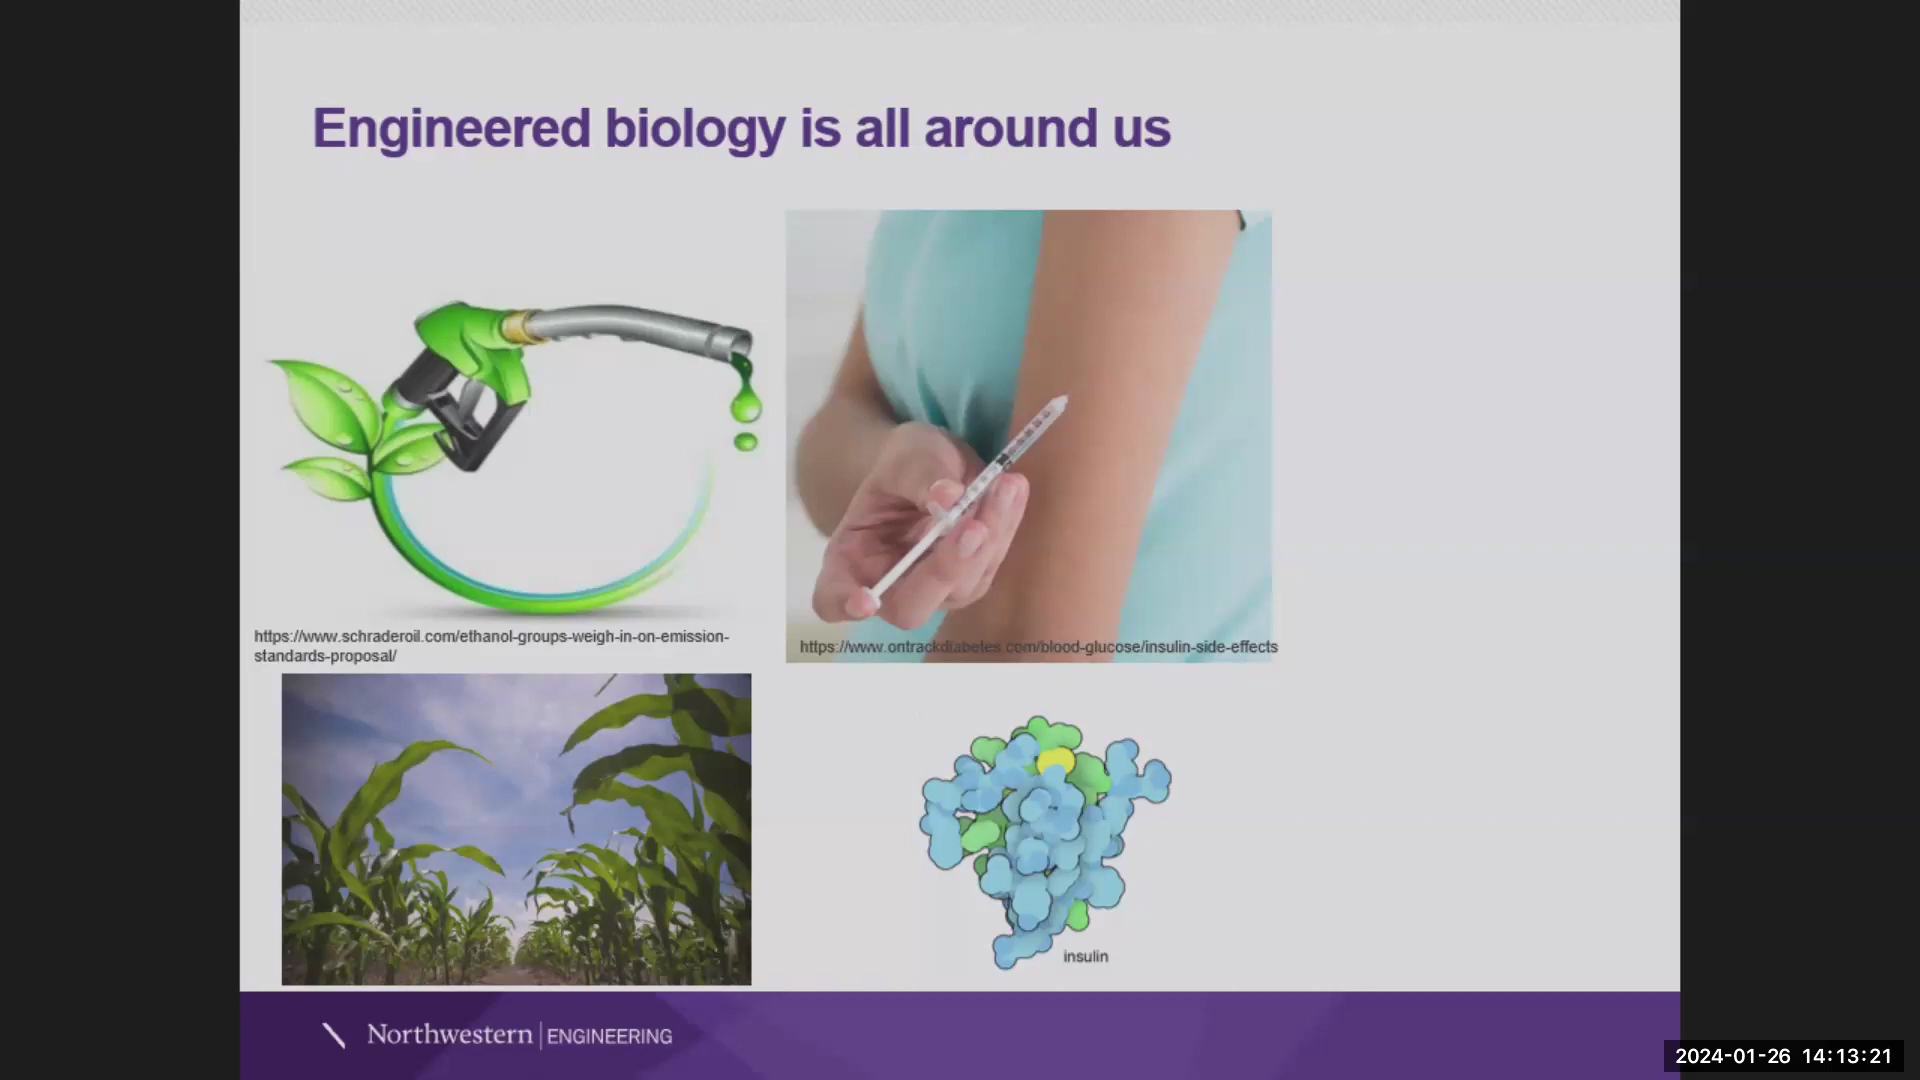 Engineered biology is all around us
https://www.schraderoil.com/ethanol-groups-weigh-in-on-emission-
standards-proposal/
https://www.ontrackdiabetes.com/blood-glucose/insulin-side-effects
insulin
Northwestern | ENGINEERING
2024-01-26 14:13:21